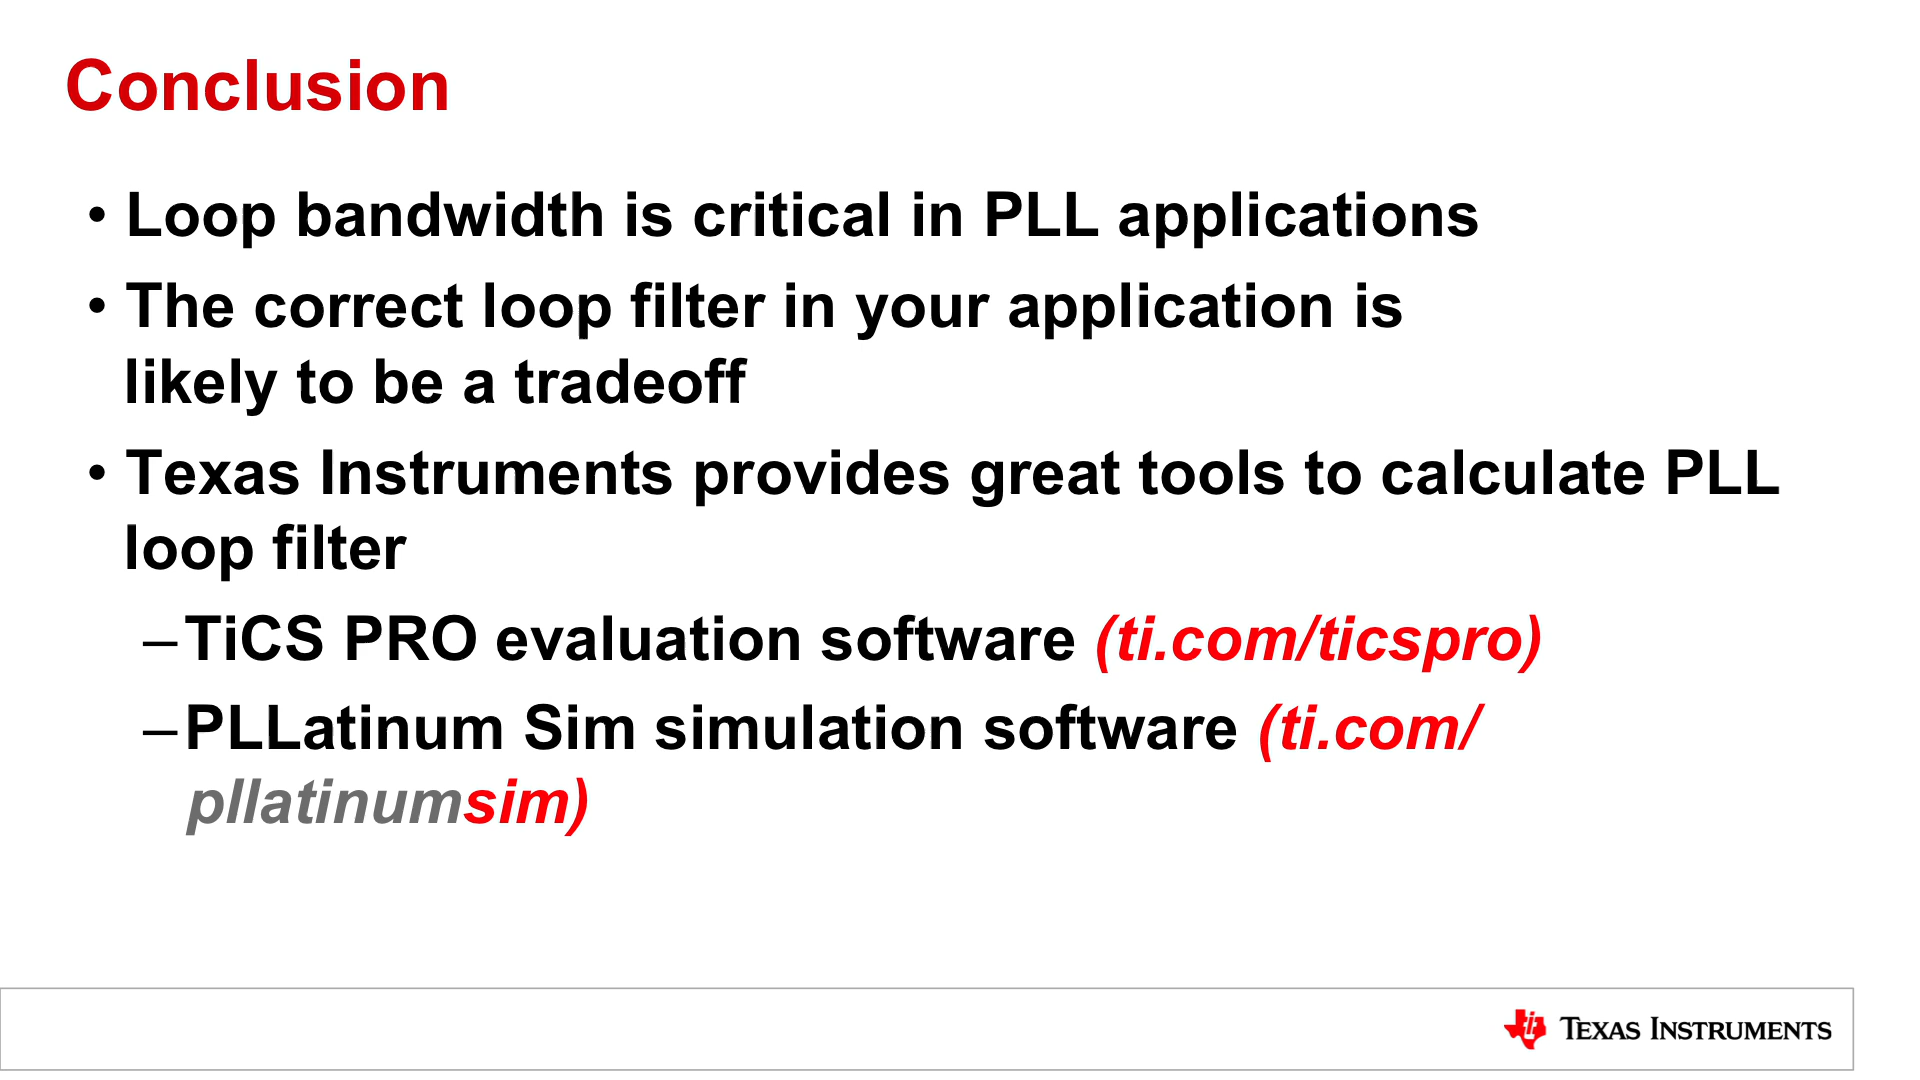 Conclusion
• Loop bandwidth is critical in PLL applications
• The correct loop filter in your application is
likely to be a tradeoff
• Texas Instruments provides great tools to calculate PLL
loop filter
– TiCS PRO evaluation software (ti.com/ticspro)
– PLLatinum Sim simulation software (ti.com/
pllatinumsim)
TEXAS INSTRUMENTS